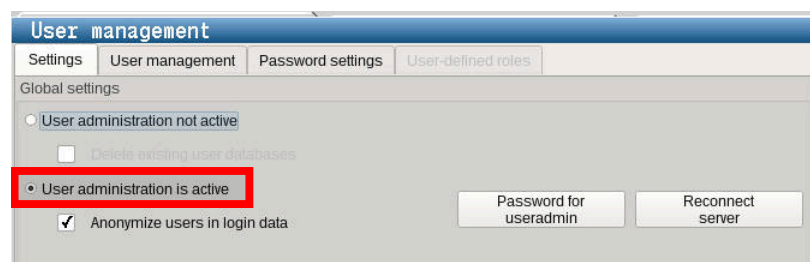 User management
Settings User management Password settings User-defined roles
Global settings
User administration not active
Delete existing user databases
User administration is active
Anonymize users in login data
Password for
useradmin
Reconnect
server